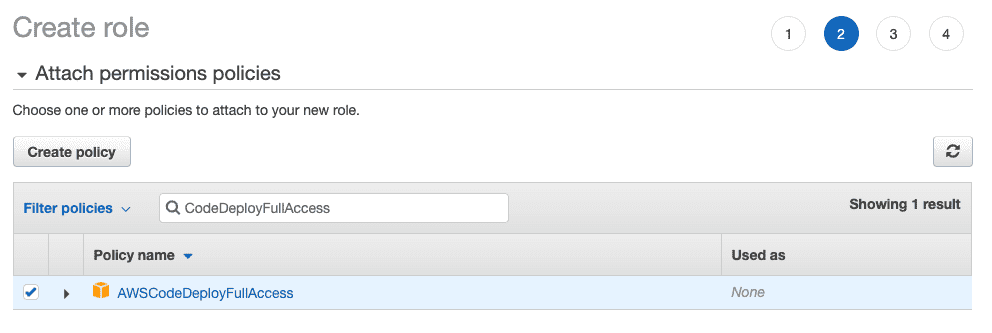 Create role
1 2 3 4
Attach permissions policies
Choose one or more policies to attach to your new role.
Create policy
Filter policies CodeDeployFullAccess Showing 1 result
Policy name Used as
AWSCodeDeployFullAccess None